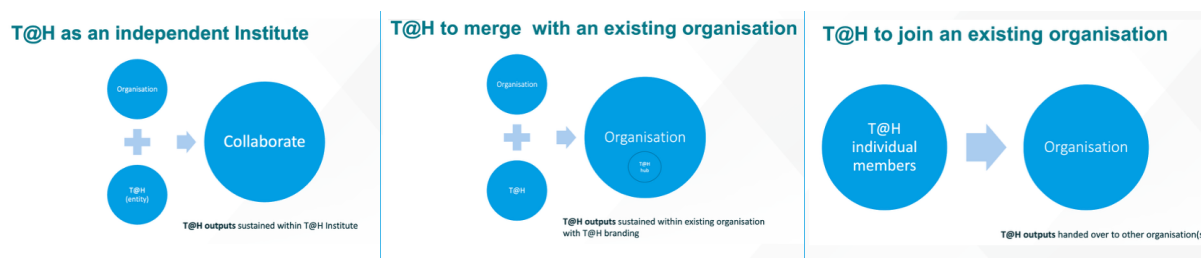 T@H as an independent Institute
Organisation
T@H
(entity)
Collaborate
T@H outputs sustained within T@H Institute
T@H to merge with an existing organisation
Organisation
T@H
Organisation
T@H
hub
T@H outputs sustained within existing organisation
with T@H branding
T@H to join an existing organisation
T@H
individual
members
Organisation
T@H outputs handed over to other organisation(s